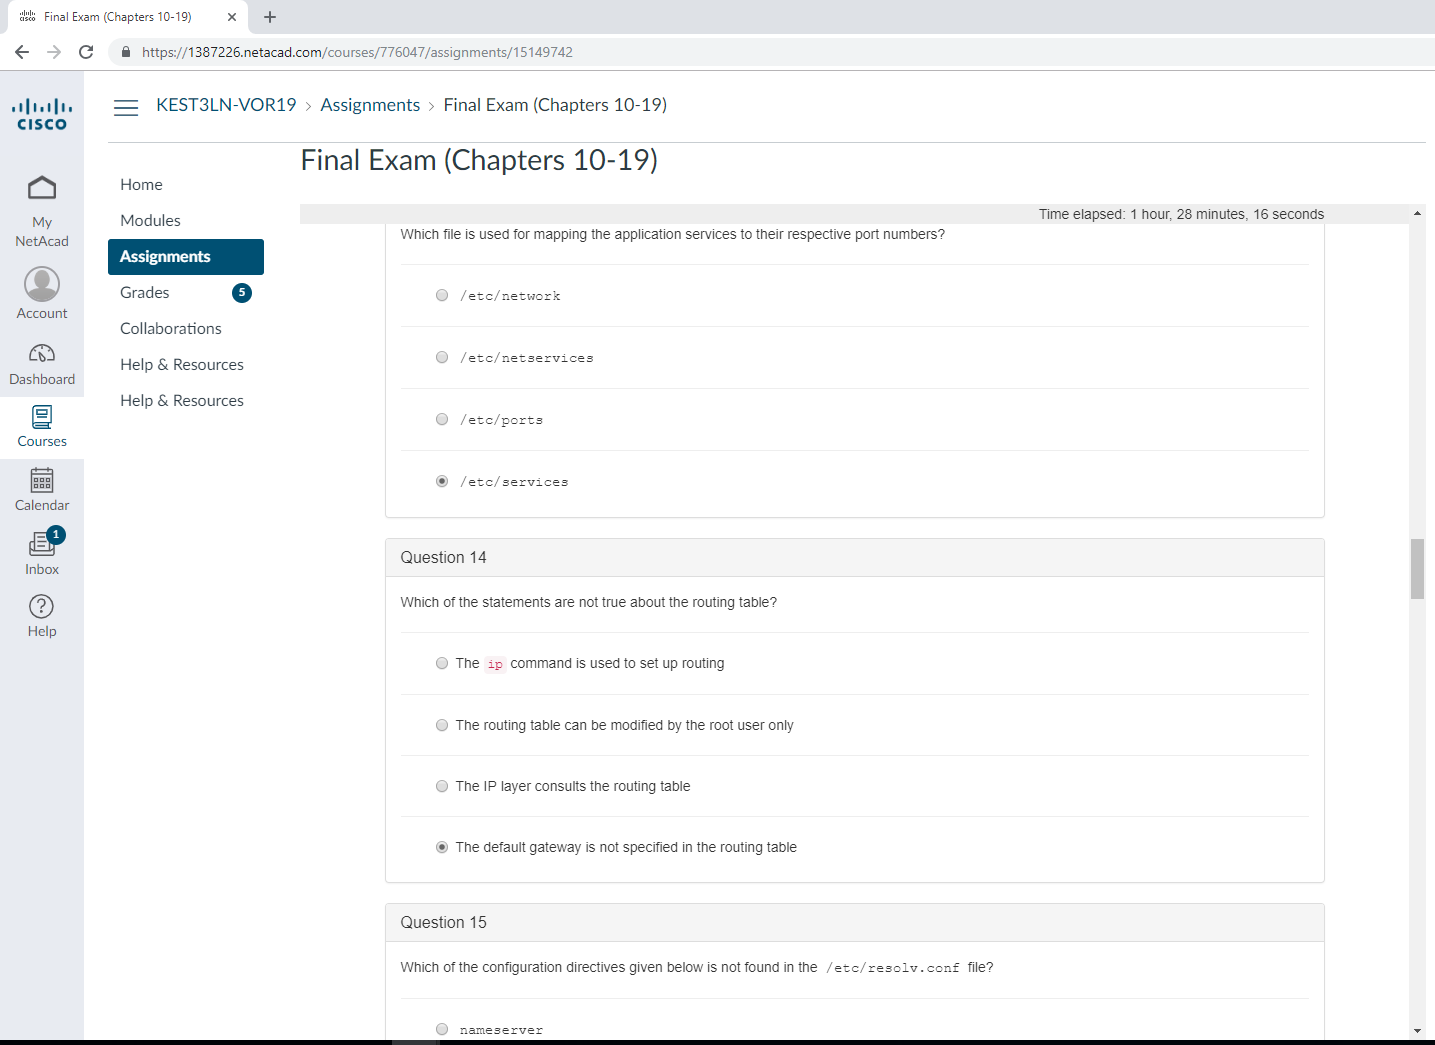 Final Exam (Chapters 10-19)
https://1387226.netacad.com/courses/776047/assignments/15149742
CISCO
My
NetAcad
Account
Dashboard
Courses
Calendar
1
Inbox
?
Help
KEST3LN-VOR19 > Assignments > Final Exam (Chapters 10-19)
Home
Modules
Assignments
Grades 5
Collaborations
Help & Resources
Help & Resources
Final Exam (Chapters 10-19)
Time elapsed: 1 hour, 28 minutes, 16 seconds
Which file is used for mapping the application services to their respective port numbers?
/etc/network
/etc/netservices
/etc/ports
/etc/services
Question 14
Which of the statements are not true about the routing table?
The ip command is used to set up routing
The routing table can be modified by the root user only
The IP layer consults the routing table
The default gateway is not specified in the routing table
Question 15
Which of the configuration directives given below is not found in the /etc/resolv.conf file?
nameserver